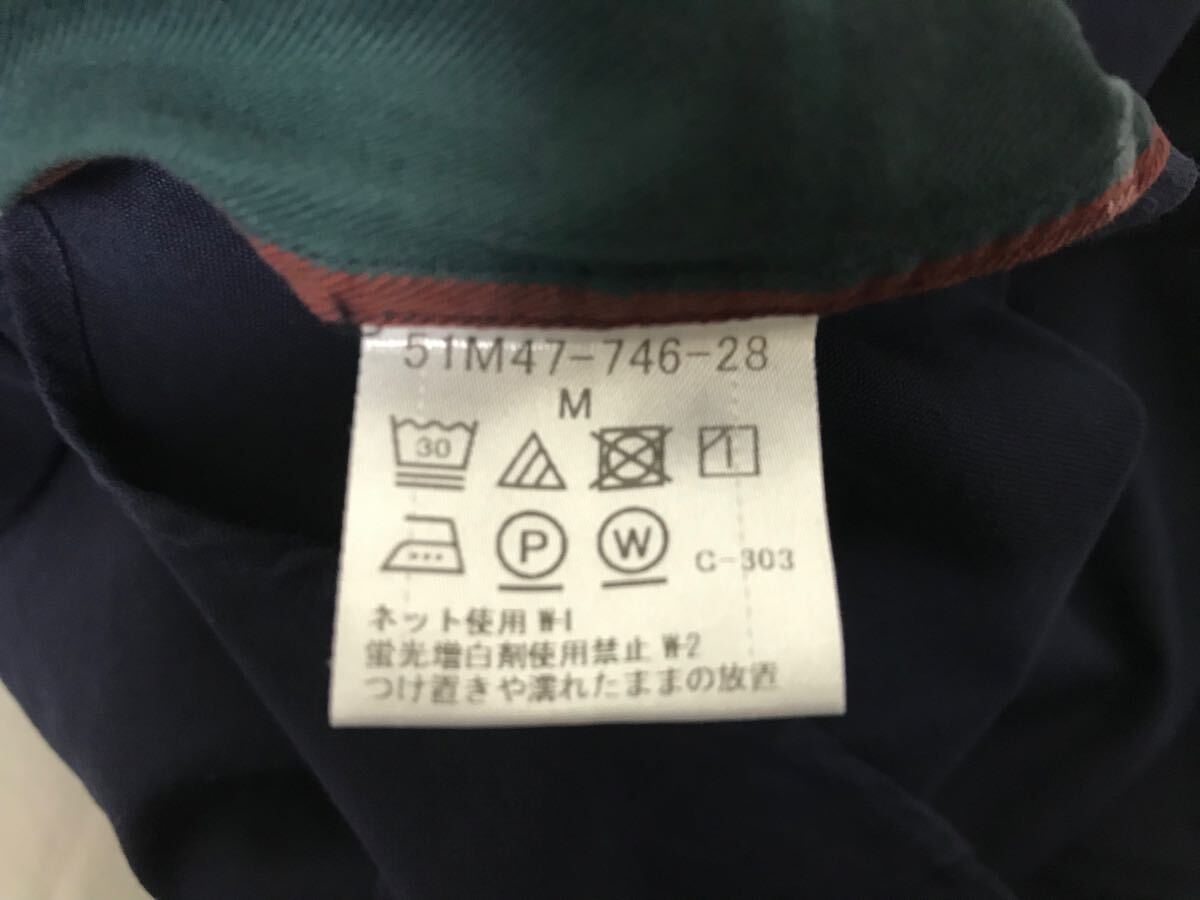 51M47-746-28
M
30
P W C-303
ネット使用 W-1
蛍光増白剤使用禁止 W-2
つけ置きや濡れたままの放置